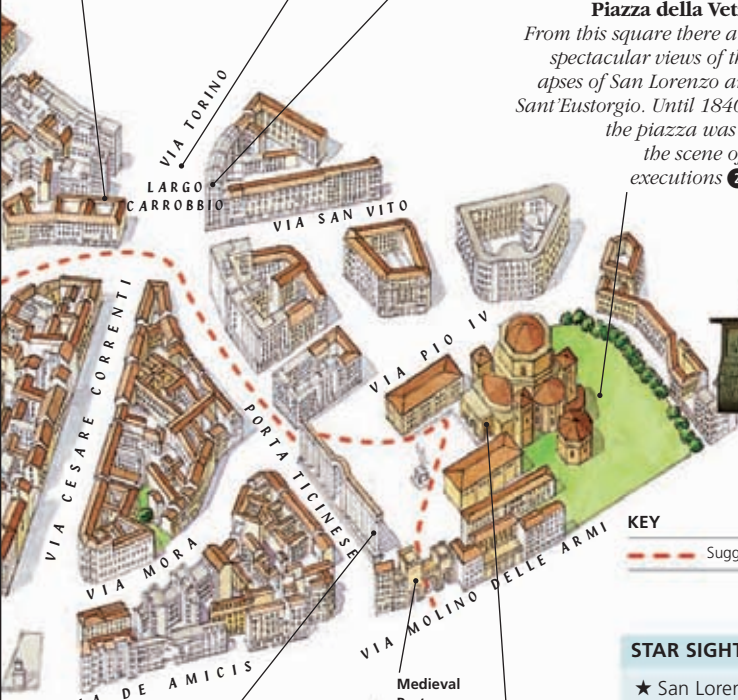 Piazza della Vet
From this square there a
spectacular views of th
apses of San Lorenzo a
Sant'Eustorgio. Until 1840
the piazza was
the scene o
executions 2
VIA TORINO
LARGO
CARROBBIO
VIA SAN VITO
VIA CESARE CORRENTI
VIA PIO IV
PORTA TICINESE
VIA MORA
VIA MOLINO DELLE ARMI
A DE AMICIS
KEY
Sugg
STAR SIGHT
★ San Loren
Medieval